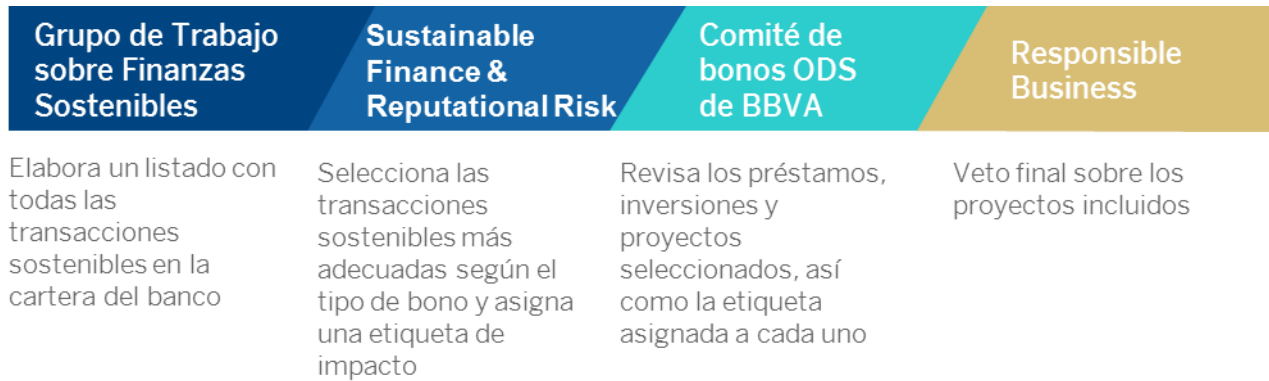 Grupo de Trabajo
sobre Finanzas
Sostenibles
Sustainable
Finance &
Reputational Risk
Comité de
bonos ODS
de BBVA
Responsible
Business
Elabora un listado con
todas las
transacciones
sostenibles en la
cartera del banco
Selecciona las
transacciones
sostenibles más
adecuadas según el
tipo de bono y asigna
una etiqueta de
impacto
Revisa los préstamos,
inversiones y
proyectos
seleccionados, así
como la etiqueta
asignada a cada uno
Veto final sobre los
proyectos incluidos